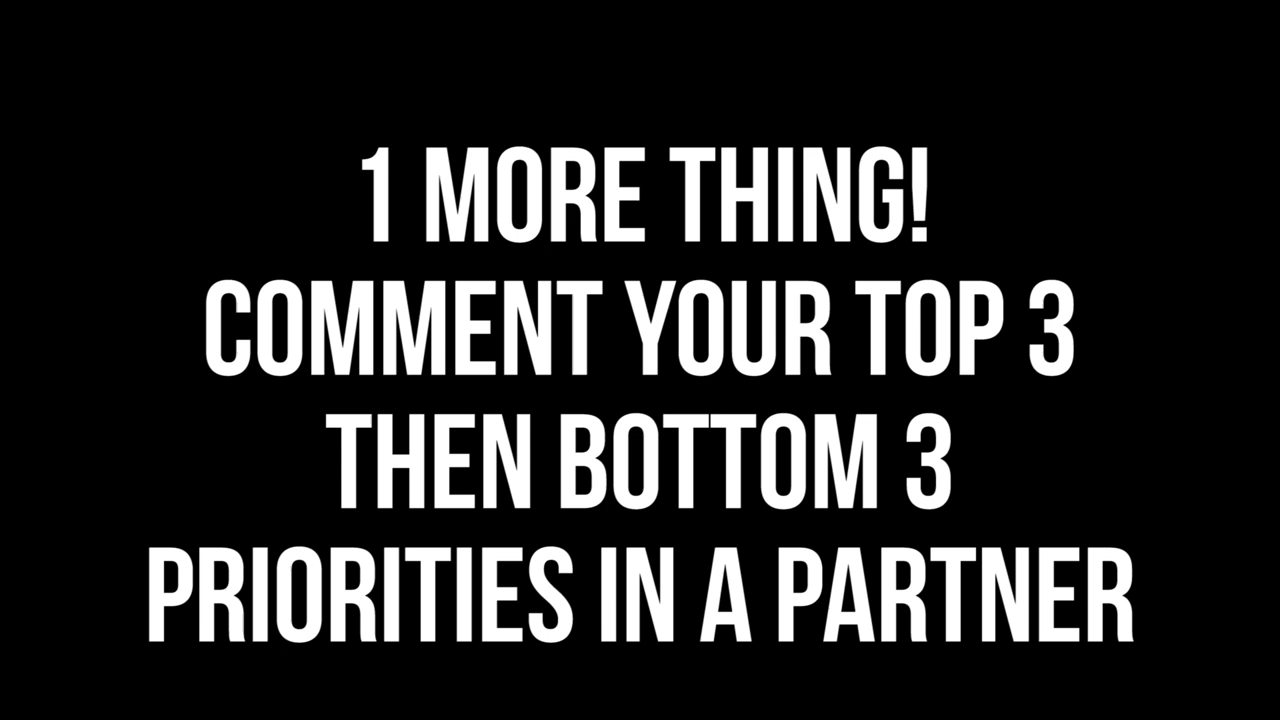 1 MORE THING!
COMMENT YOUR TOP 3
THEN BOTTOM 3
PRIORITIES IN A PARTNER